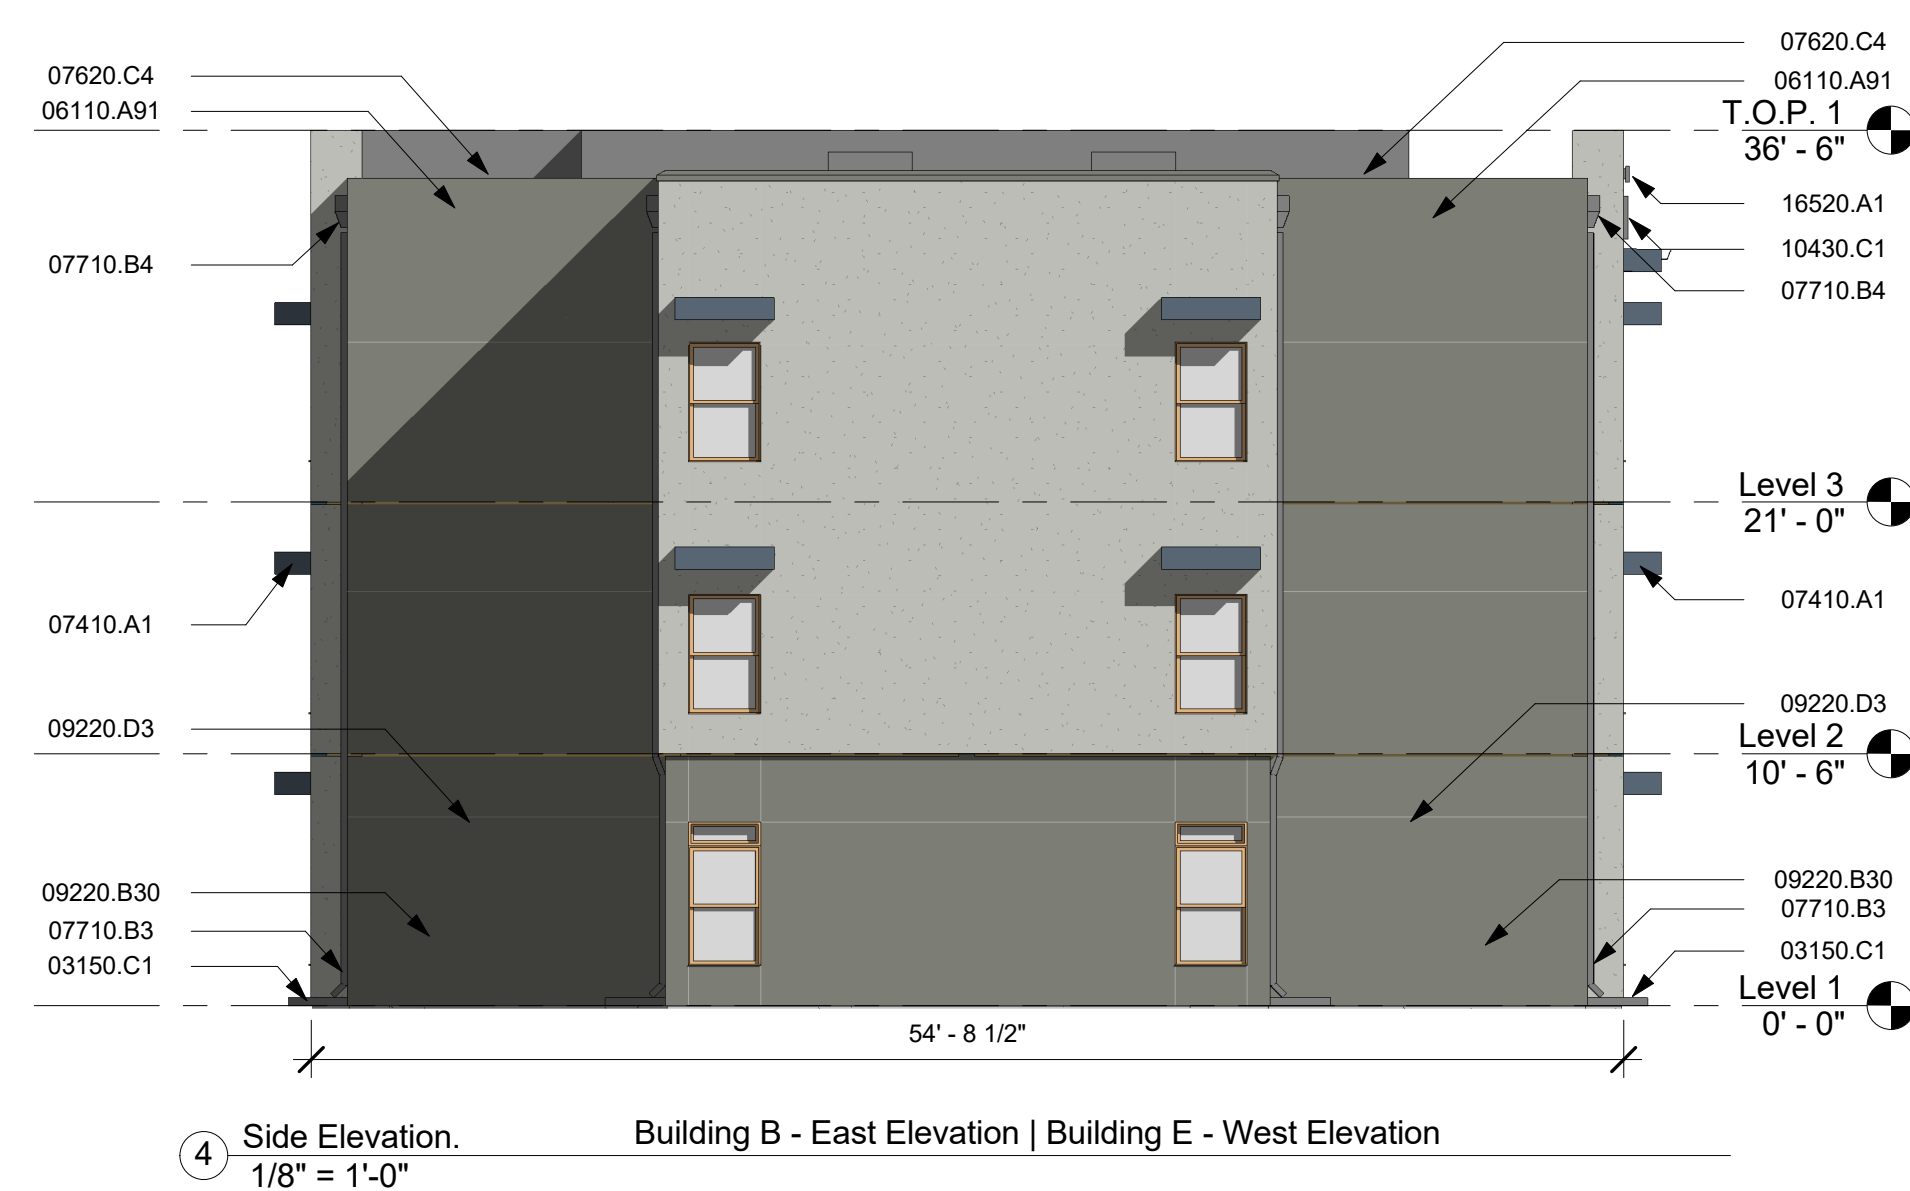 07620.C4
06110.A91
07710.B4
07410.A1
09220.D3
09220.B30
07710.B3
03150.C1
07620.C4
06110.A91
T.O.P. 1
36' - 6"
16520.A1
10430.C1
07710.B4
Level 3
21' - 0"
07410.A1
09220.D3
Level 2
10' - 6"
09220.B30
07710.B3
03150.C1
Level 1
0' - 0"
54' - 8 1/2"
4
Side Elevation.
1/8" = 1'-0"
Building B - East Elevation | Building E - West Elevation